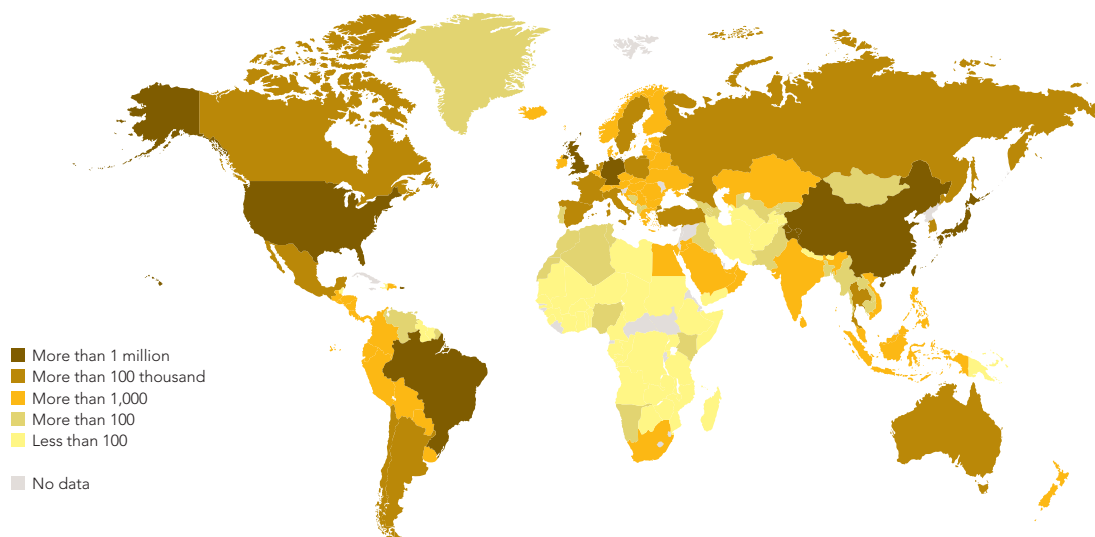 More than 1 million
More than 100 thousand
More than 1,000
More than 100
Less than 100
No data